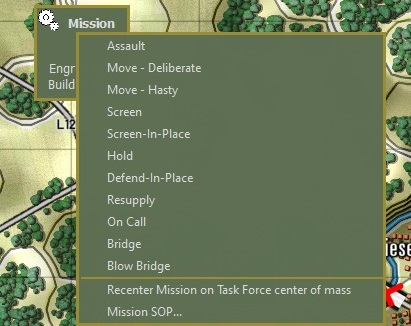 Mission
Assault
Move - Deliberate
Engr
Move - Hasty
Build
Screen
L12
Screen-In-Place
Hold
Defend-In-Place
Resupply
On Call
Bridge
Blow Bridge
Recenter Mission on Task Force center of mass
Mission SOP...